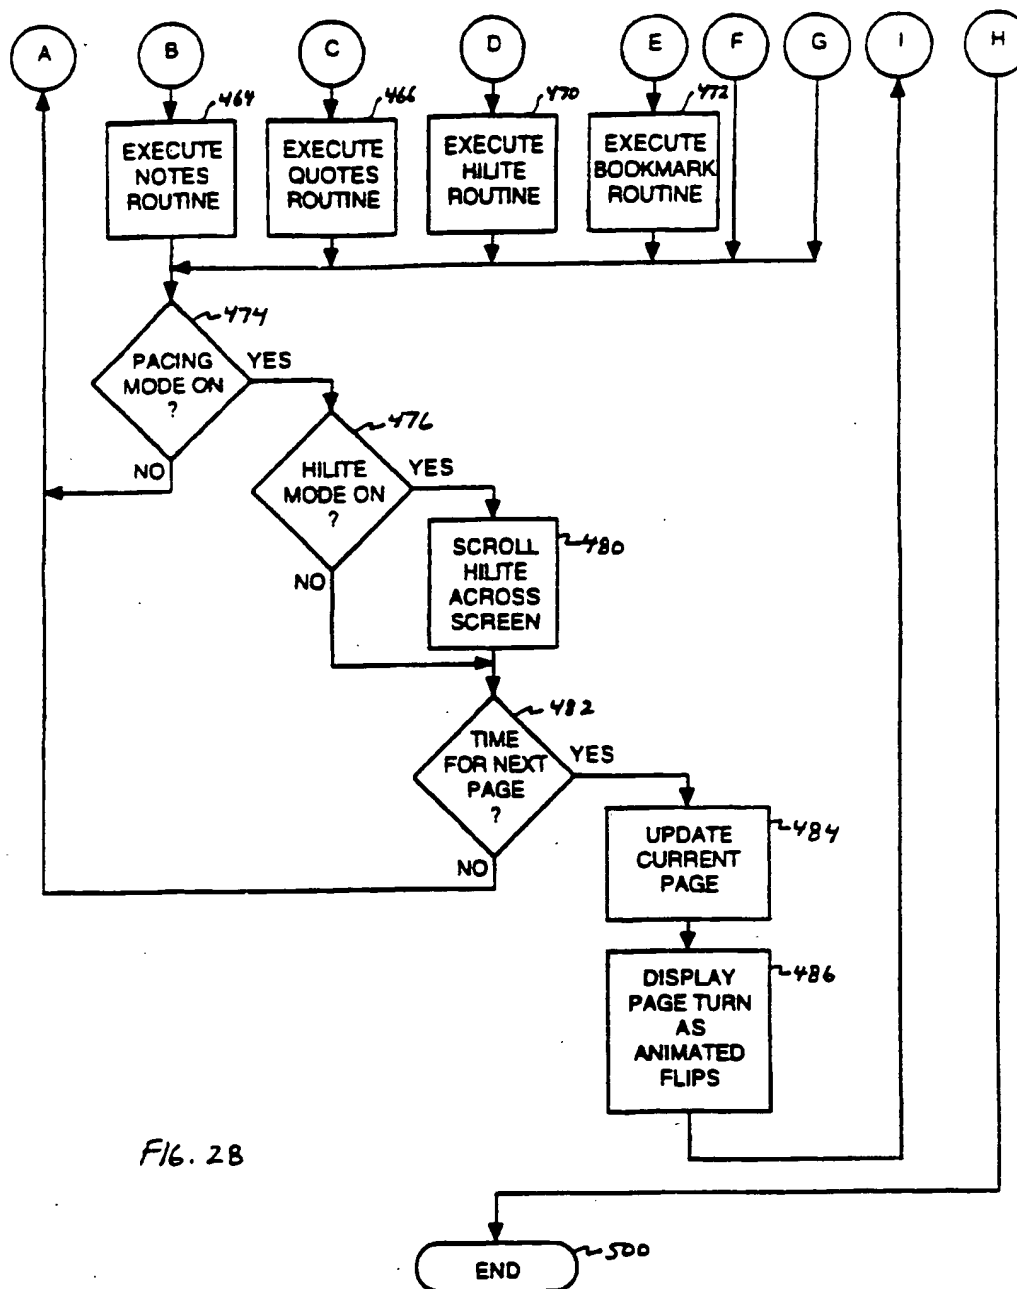 A B C D E F G I H
464 466 470 472
EXECUTE
NOTES
ROUTINE
EXECUTE
QUOTES
ROUTINE
EXECUTE
HILITE
ROUTINE
EXECUTE
BOOKMARK
ROUTINE
474
PACING
MODE ON
?
YES
NO
476
HILITE
MODE ON
?
YES
NO
480
SCROLL
HILITE
ACROSS
SCREEN
482
TIME
FOR NEXT
PAGE
?
YES
NO
484
UPDATE
CURRENT
PAGE
486
DISPLAY
PAGE TURN
AS
ANIMATED
FLIPS
FIG. 28
500
END